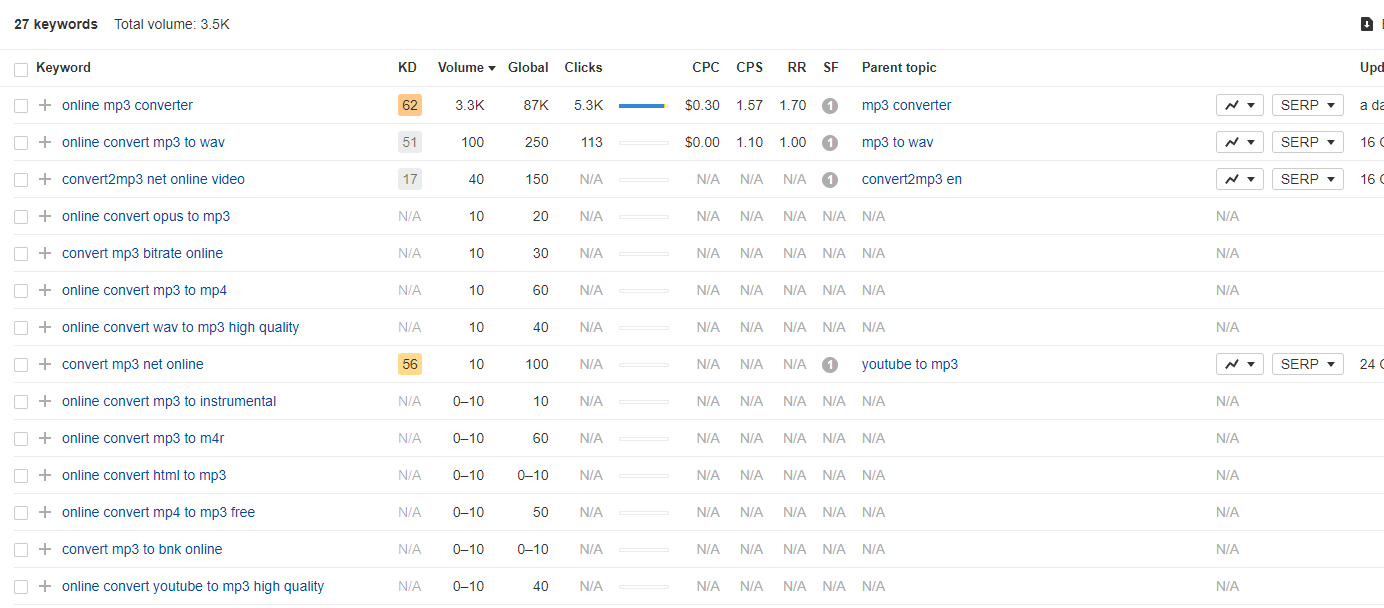 27 keywords Total volume: 3.5K
Keyword KD Volume Global Clicks CPC CPS RR SF Parent topic Upd
online mp3 converter 62 3.3K 87K 5.3K $0.30 1.57 1.70 1 mp3 converter SERP a da
online convert mp3 to wav 51 100 250 113 $0.00 1.10 1.00 1 mp3 to wav SERP 16
convert2mp3 net online video 17 40 150 N/A N/A N/A N/A 1 convert2mp3 en SERP 16
online convert opus to mp3 N/A 10 20 N/A N/A N/A N/A N/A N/A N/A
convert mp3 bitrate online N/A 10 30 N/A N/A N/A N/A N/A N/A N/A
online convert mp3 to mp4 N/A 10 60 N/A N/A N/A N/A N/A N/A N/A
online convert wav to mp3 high quality N/A 10 40 N/A N/A N/A N/A N/A N/A N/A
convert mp3 net online 56 10 100 N/A N/A N/A N/A 1 youtube to mp3 SERP 24
online convert mp3 to instrumental N/A 0–10 10 N/A N/A N/A N/A N/A N/A N/A
online convert mp3 to m4r N/A 0–10 60 N/A N/A N/A N/A N/A N/A N/A
online convert html to mp3 N/A 0–10 0–10 N/A N/A N/A N/A N/A N/A N/A
online convert mp4 to mp3 free N/A 0–10 50 N/A N/A N/A N/A N/A N/A N/A
convert mp3 to bnk online N/A 0–10 0–10 N/A N/A N/A N/A N/A N/A N/A
online convert youtube to mp3 high quality N/A 0–10 40 N/A N/A N/A N/A N/A N/A N/A